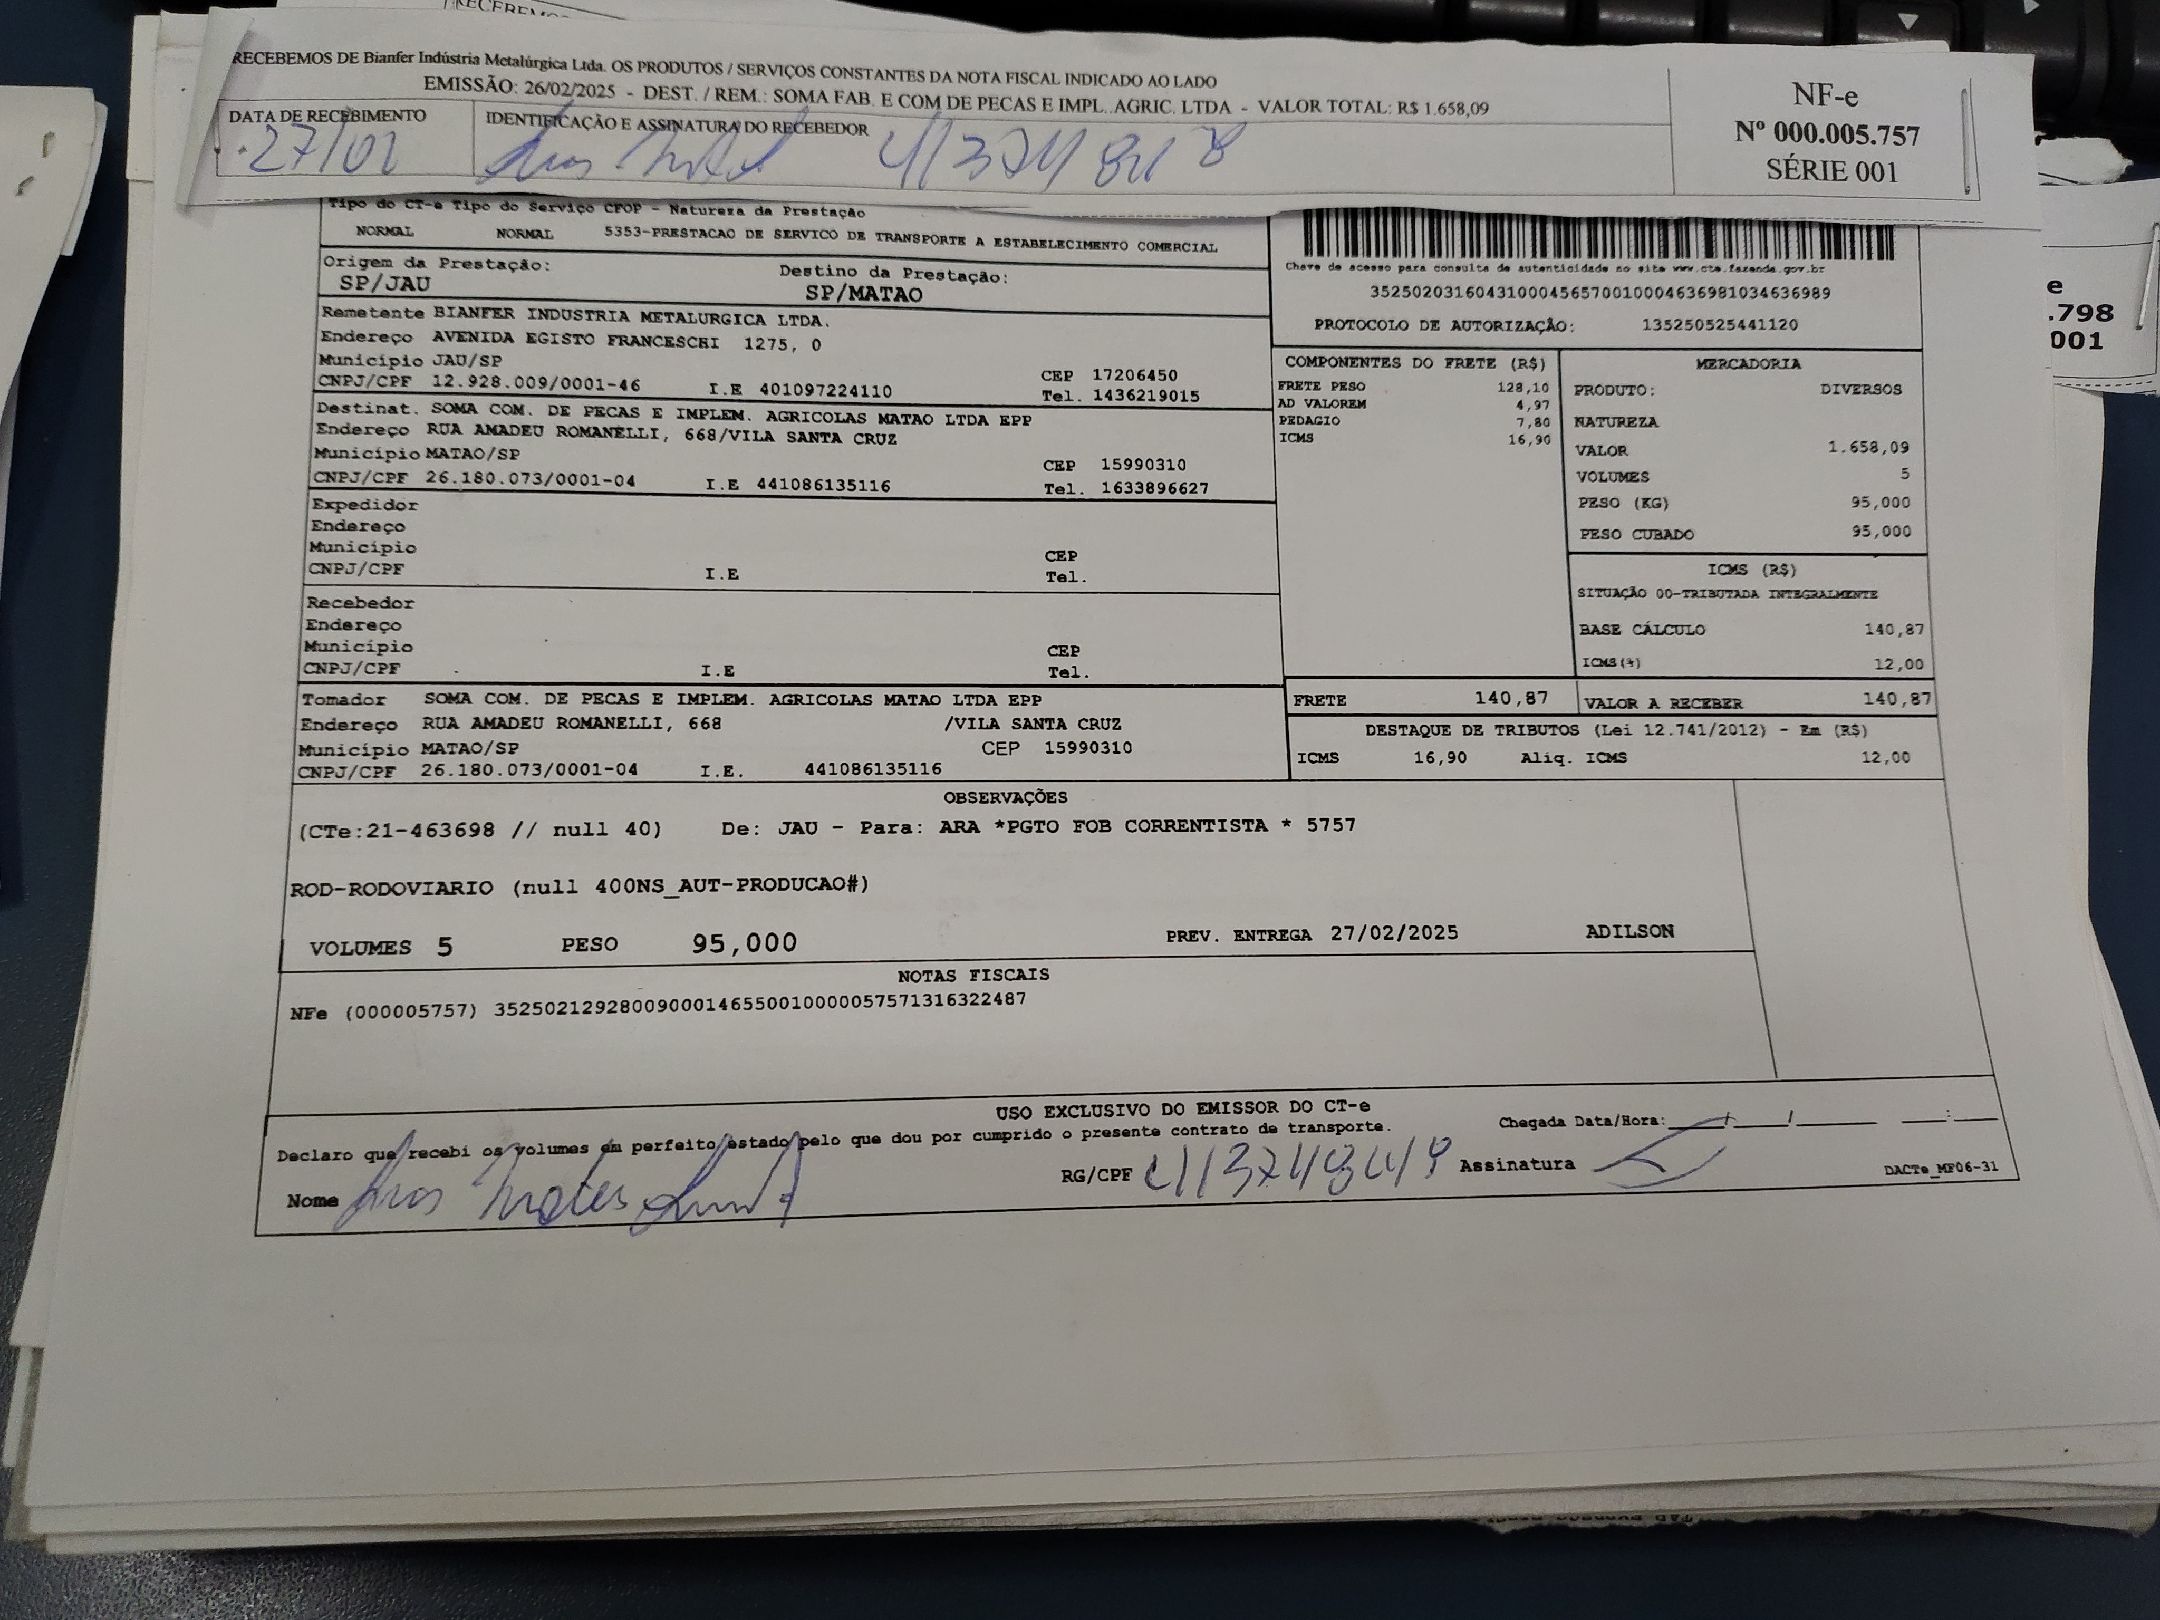 RECEBEMOS DE Bianfer Indústria Metalúrgica Ltda. OS PRODUTOS / SERVIÇOS CONSTANTES DA NOTA FISCAL INDICADO AO LADO
EMISSÃO: 26/02/2025 - DEST. / REM.: SOMA FAB. E COM DE PECAS E IMPL. AGRIC. LTDA - VALOR TOTAL: R$ 1.658,09
DATA DE RECEBIMENTO IDENTIFICAÇÃO E ASSINATURA DO RECEBEDOR
27/02
NF-e
Nº 000.005.757
SÉRIE 001
Tipo do CT-e Tipo do Serviço CFOP - Natureza da Prestação
NORMAL NORMAL 5353-PRESTACAO DE SERVICO DE TRANSPORTE A ESTABELECIMENTO COMERCIAL
Origem da Prestação: Destino da Prestação:
SP/JAU SP/MATAO
Remetente BIANFER INDUSTRIA METALURGICA LTDA.
Endereço AVENIDA EGISTO FRANCESCHI 1275, 0
Município JAU/SP CEP 17206450
CNPJ/CPF 12.928.009/0001-46 I.E 401097224110 Tel. 1436219015
Destinat. SOMA COM. DE PECAS E IMPLEM. AGRICOLAS MATAO LTDA EPP
Endereço RUA AMADEU ROMANELLI, 668/VILA SANTA CRUZ
Município MATAO/SP CEP 15990310
CNPJ/CPF 26.180.073/0001-04 I.E 441086135116 Tel. 1633896627
Expedidor
Endereço
Município CEP
CNPJ/CPF I.E Tel.
Recebedor
Endereço
Município CEP
CNPJ/CPF I.E Tel.
Tomador SOMA COM. DE PECAS E IMPLEM. AGRICOLAS MATAO LTDA EPP
Endereço RUA AMADEU ROMANELLI, 668 /VILA SANTA CRUZ
Município MATAO/SP CEP 15990310
CNPJ/CPF 26.180.073/0001-04 I.E. 441086135116
Chave de acesso para consulta de autenticidade no site www.cte.fazenda.gov.br
35250203160431000456570010004636981034636989
PROTOCOLO DE AUTORIZAÇÃO: 135250525441120
COMPONENTES DO FRETE (R$)
FRETE PESO 128,10
AD VALOREM 4,97
PEDAGIO 7,80
ICMS 16,90
MERCADORIA
PRODUTO: DIVERSOS
NATUREZA
VALOR 1.658,09
VOLUMES 5
PESO (KG) 95,000
PESO CUBADO 95,000
ICMS (R$)
SITUAÇÃO 00-TRIBUTADA INTEGRALMENTE
BASE CÁLCULO 140,87
ICMS(%) 12,00
FRETE 140,87 VALOR A RECEBER 140,87
DESTAQUE DE TRIBUTOS (Lei 12.741/2012) - Em (R$)
ICMS 16,90 Aliq. ICMS 12,00
OBSERVAÇÕES
(CTe:21-463698 // null 40) De: JAU - Para: ARA *PGTO FOB CORRENTISTA * 5757
ROD-RODOVIARIO (null 400NS_AUT-PRODUCAO#)
VOLUMES 5 PESO 95,000 PREV. ENTREGA 27/02/2025 ADILSON
NOTAS FISCAIS
NFe (000005757) 35250212928009000146550010000057571316322487
USO EXCLUSIVO DO EMISSOR DO CT-e
Declaro que recebi os volumes em perfeito estado pelo que dou por cumprido o presente contrato de transporte.
Chegada Data/Hora: / / :
Nome RG/CPF Assinatura
DACTe_MF06-31
e
.798
001